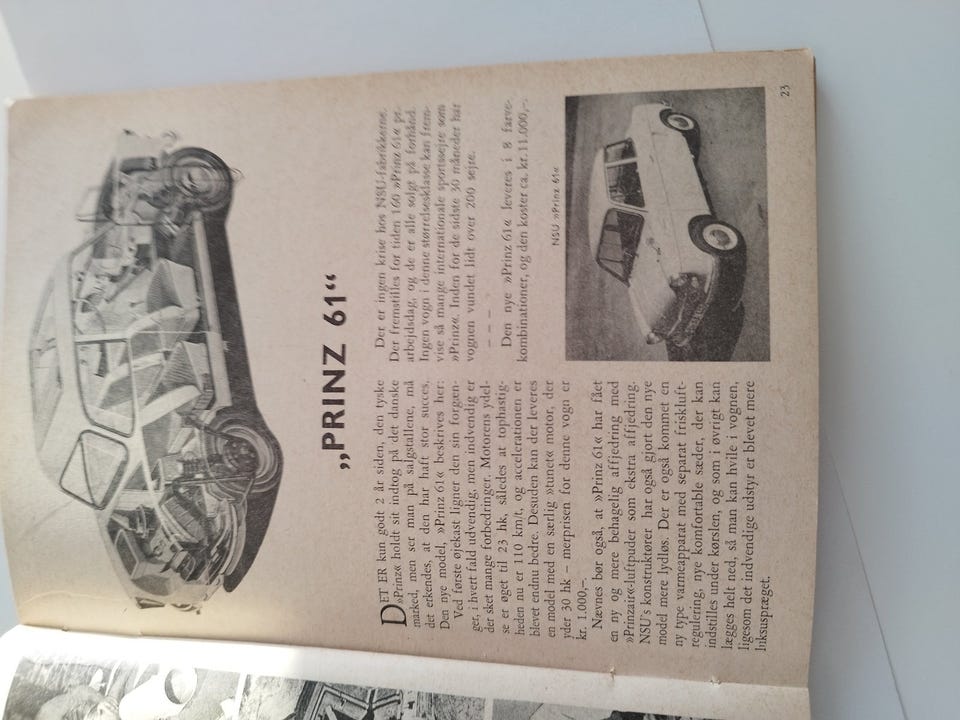 „PRINZ 61“
DET ER kun godt 2 år siden, den tyske
»Prinz« holdt sit indtog på det danske
marked, men ser man på salgstallene, må
det erkendes, at den har haft stor succes.
Den nye model, »Prinz 61« beskrives her:
Ved første øjekast ligner den sin forgæn-
ger, i hvert fald udvendig, men indvendig er
der sket mange forbedringer. Motorens ydel-
se er øget til 23 hk, således at tophastig-
heden nu er 110 km/t, og accelerationen er
blevet endnu bedre. Desuden kan der leveres
en model med en særlig »tunet« motor, der
yder 30 hk – merprisen for denne vogn er
kr. 1.000,–.
Nævnes bør også, at »Prinz 61« har fået
en ny og mere behagelig affjedring med
»Prinzair«-luftpuder som ekstra affjedring.
NSU's konstruktører har også gjort den nye
model mere lydløs. Der er også kommet en
ny type varmeapparat med separat friskluft-
regulering, nye komfortable sæder, der kan
indstilles under kørslen, og som i øvrigt kan
lægges helt ned, så man kan hvile i vognen,
ligesom det indvendige udstyr er blevet mere
luksuspræget.
Der er ingen krise hos NSU-fabrikkerne.
Der fremstilles for tiden 160 »Prinz 61« pr.
arbejdsdag, og de er alle solgt på forhånd.
Ingen vogn i denne størrelsesklasse kan frem-
vise så mange internationale sportssejre som
»Prinz«. Inden for de sidste 30 måneder har
vognen vundet lidt over 200 sejre.
– – –
Den nye »Prinz 61« leveres i 8 farve-
kombinationer, og den koster ca. kr. 11.000,–.
NSU »Prinz 61«
23